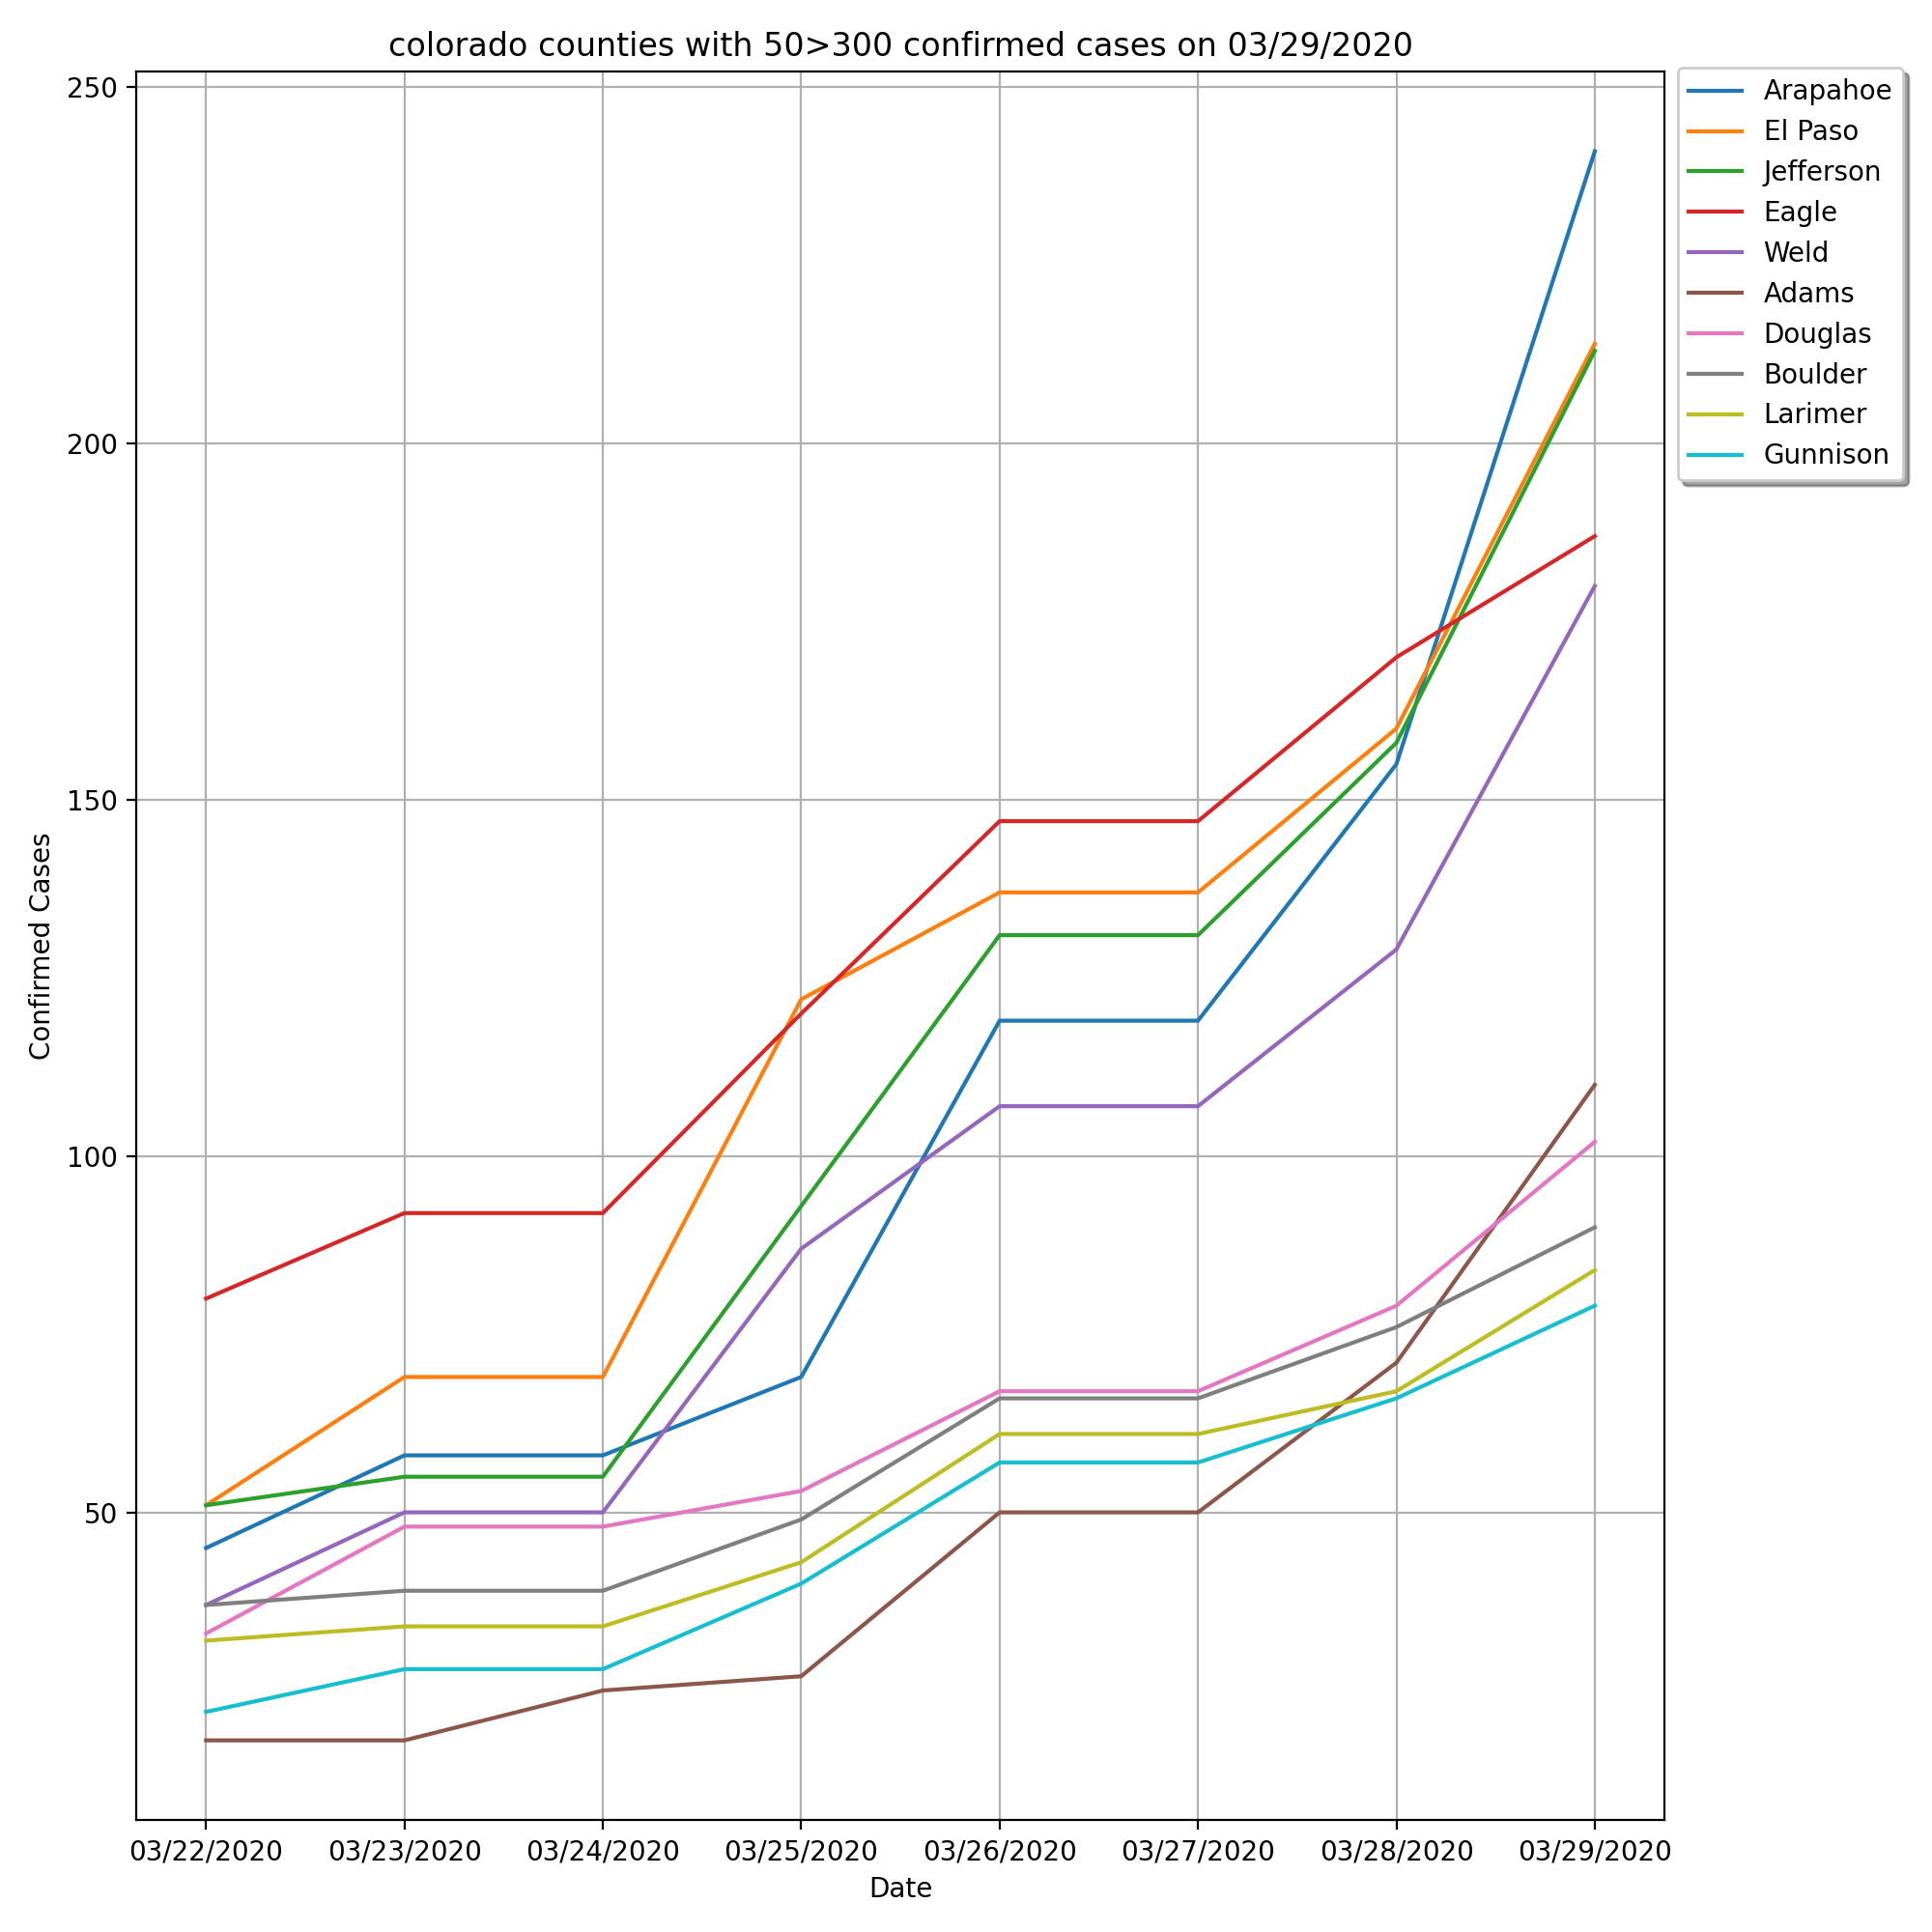 colorado counties with 50>300 confirmed cases on 03/29/2020
250
200
150
100
50
Confirmed Cases
03/22/2020 03/23/2020 03/24/2020 03/25/2020 03/26/2020 03/27/2020 03/28/2020 03/29/2020
Date
Arapahoe
El Paso
Jefferson
Eagle
Weld
Adams
Douglas
Boulder
Larimer
Gunnison